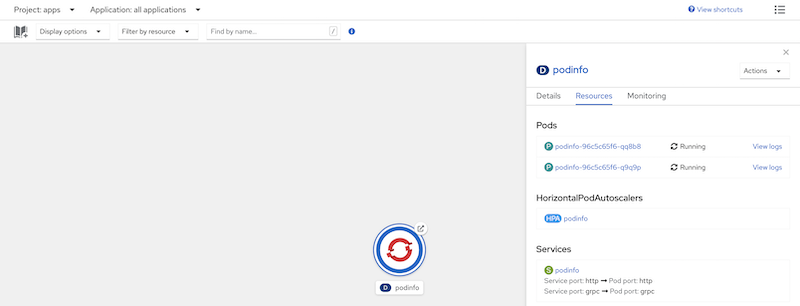 Project: apps Application: all applications View shortcuts
Display options Filter by resource Find by name... /
D podinfo
Actions
Details Resources Monitoring
Pods
P podinfo-96c5c65f6-qq8b8 Running View logs
P podinfo-96c5c65f6-q9q9p Running View logs
HorizontalPodAutoscalers
HPA podinfo
Services
S podinfo
Service port: http → Pod port: http
Service port: grpc → Pod port: grpc
D podinfo